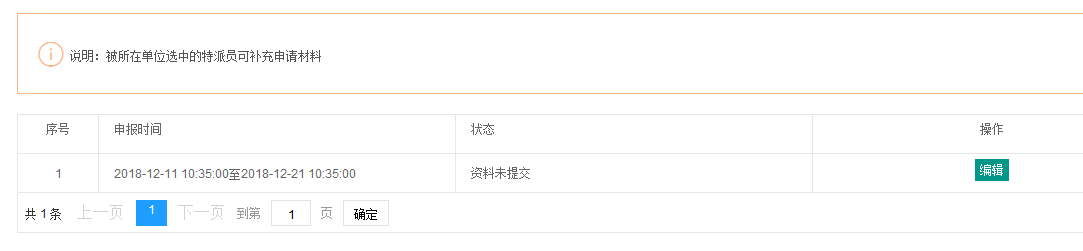 说明：被所在单位选中的特派员可补充申请材料
序号 申报时间 状态 操作
1 2018-12-11 10:35:00至2018-12-21 10:35:00 资料未提交 编辑
共 1 条 上一页 1 下一页 到第 1 页 确定